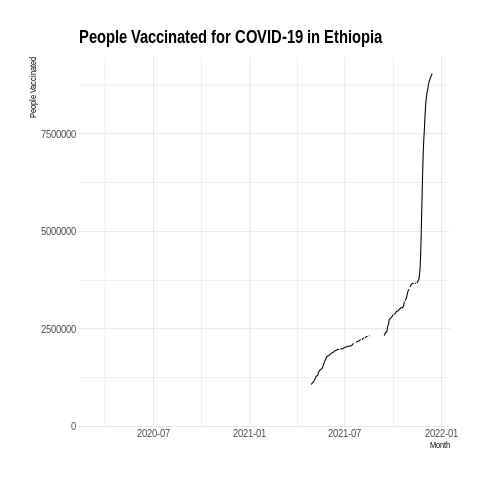 People Vaccinated for COVID-19 in Ethiopia
People Vaccinated
7500000
5000000
2500000
0
2020-07 2021-01 2021-07 2022-01
Month